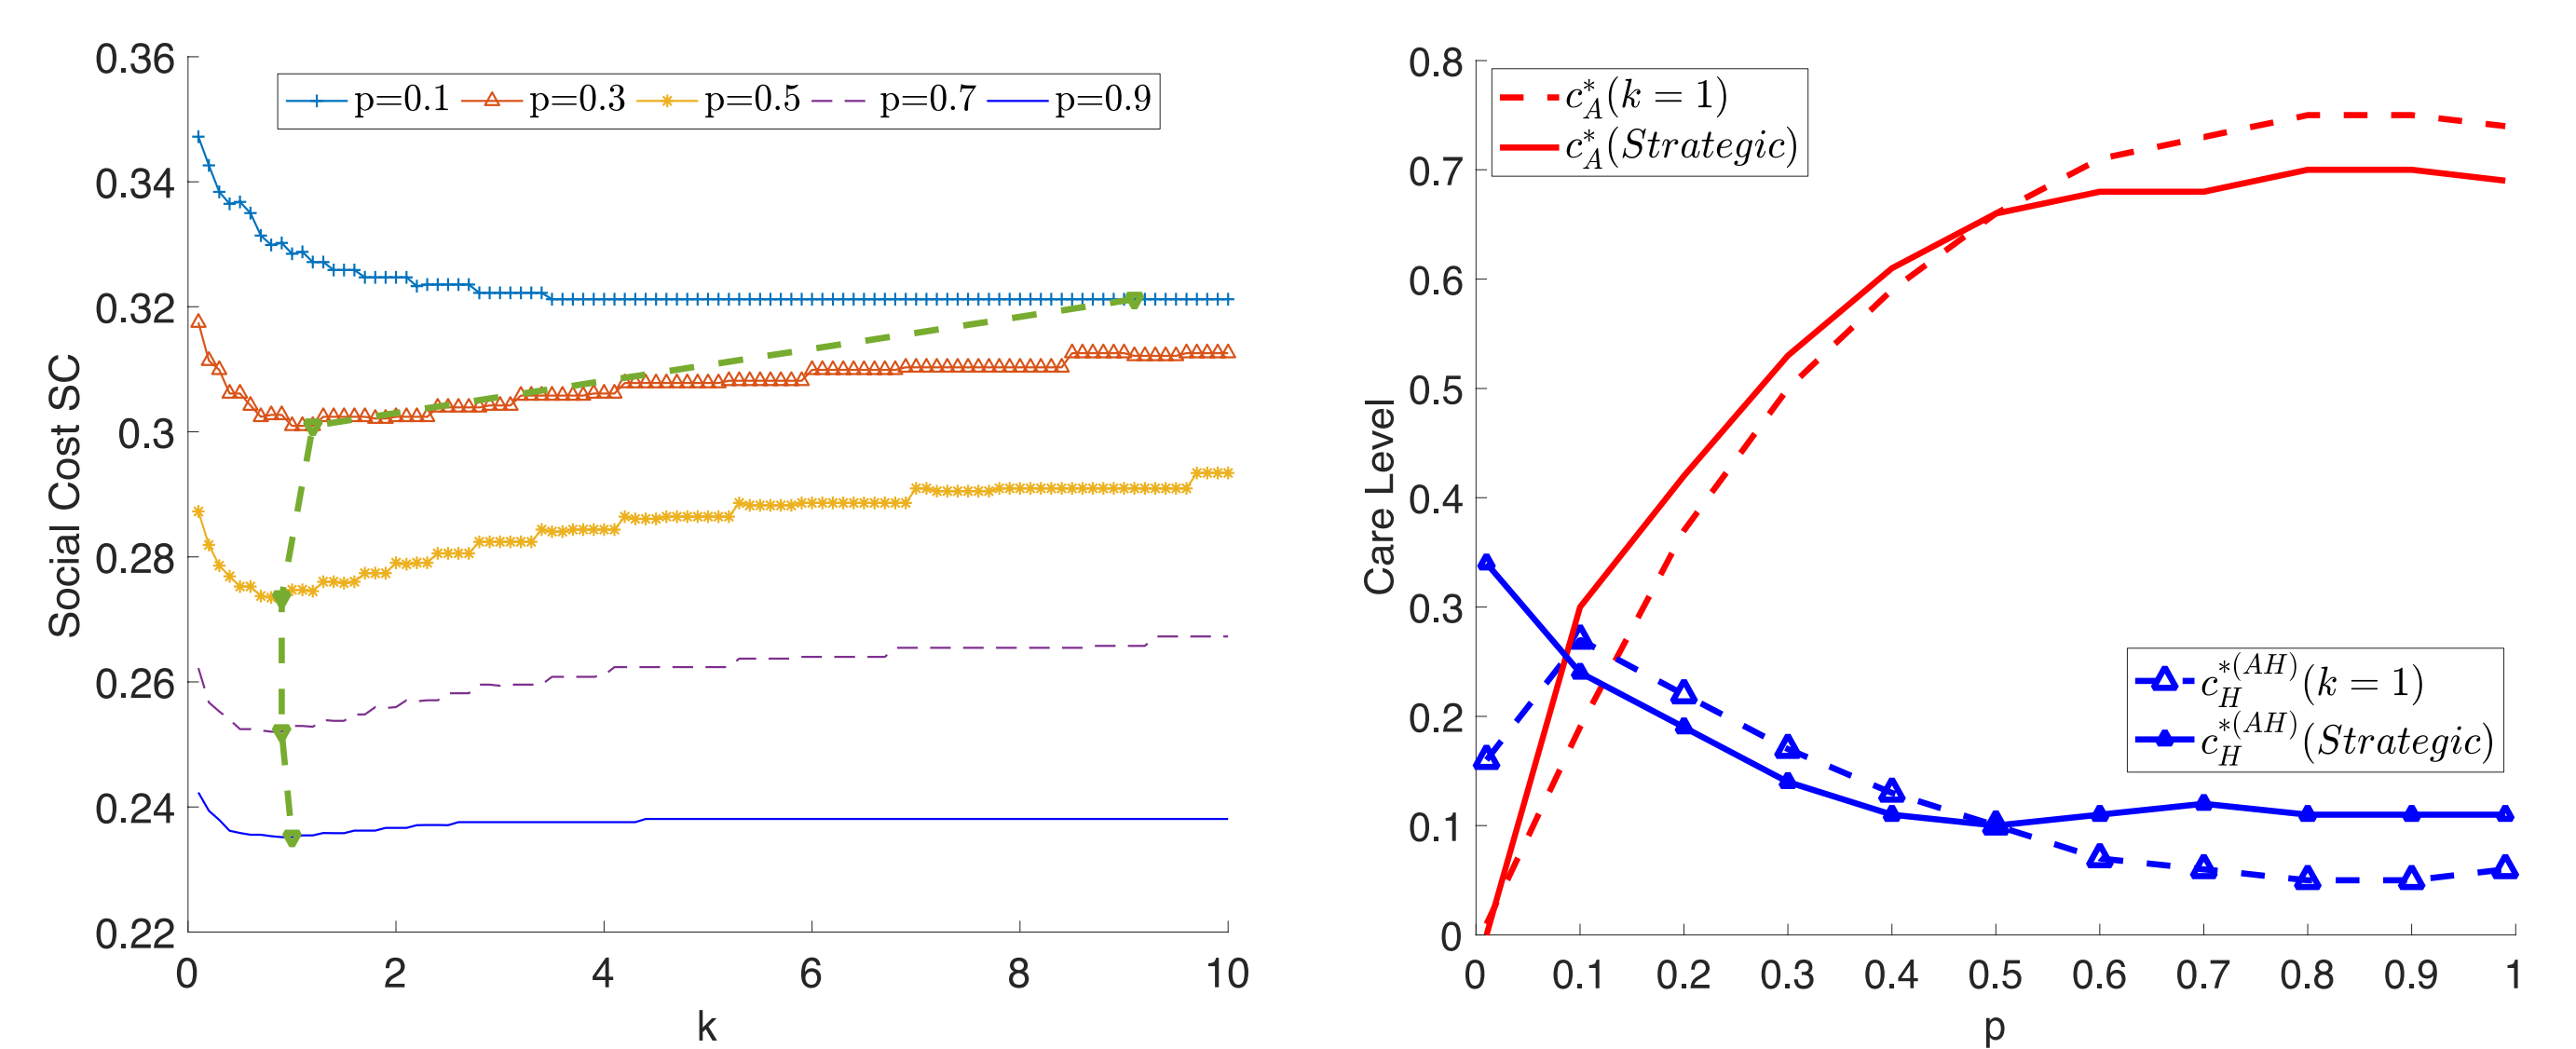 0.36
0.34
0.32
0.3
0.28
0.26
0.24
0.22
Social Cost SC
p=0.1 p=0.3 p=0.5 p=0.7 p=0.9
0 2 4 6 8 10
k
0.8
0.7
0.6
0.5
0.4
0.3
0.2
0.1
0
Care Level
c*A(k = 1)
c*A(Strategic)
c*(AH)H(k = 1)
c*(AH)H(Strategic)
0 0.1 0.2 0.3 0.4 0.5 0.6 0.7 0.8 0.9 1
p